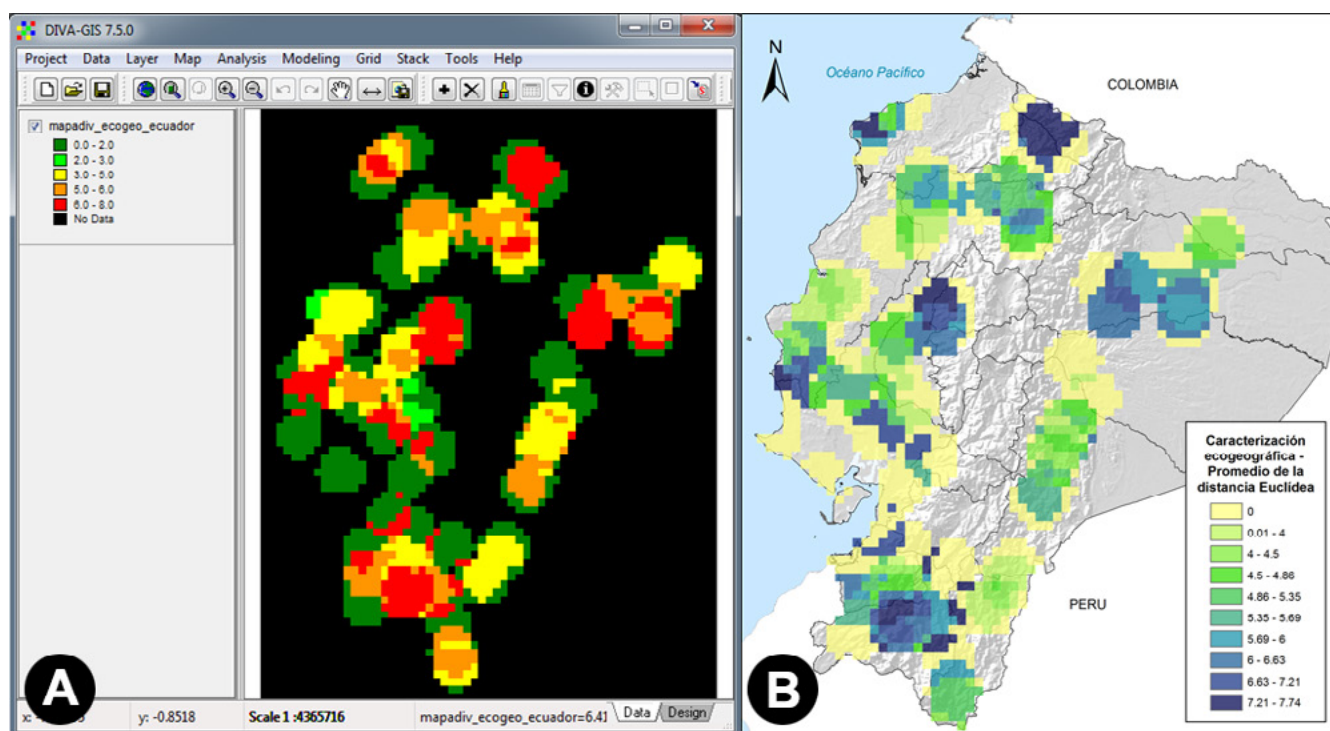 DIVA-GIS 7.5.0
Project Data Layer Map Analysis Modeling Grid Stack Tools Help
mapadiv_ecogeo_ecuador
0.0 - 2.0
2.0 - 3.0
3.0 - 5.0
5.0 - 6.0
6.0 - 8.0
No Data
A
x:
y: -0.8518
Scale 1 :4365716
mapadiv_ecogeo_ecuador=6.41
Data
Design
N
Océano Pacífico
COLOMBIA
PERU
Caracterización
ecogeográfica -
Promedio de la
distancia Euclídea
0
0.01 - 4
4 - 4.5
4.5 - 4.86
4.86 - 5.35
5.35 - 5.69
5.69 - 6
6 - 6.63
6.63 - 7.21
7.21 - 7.74
B